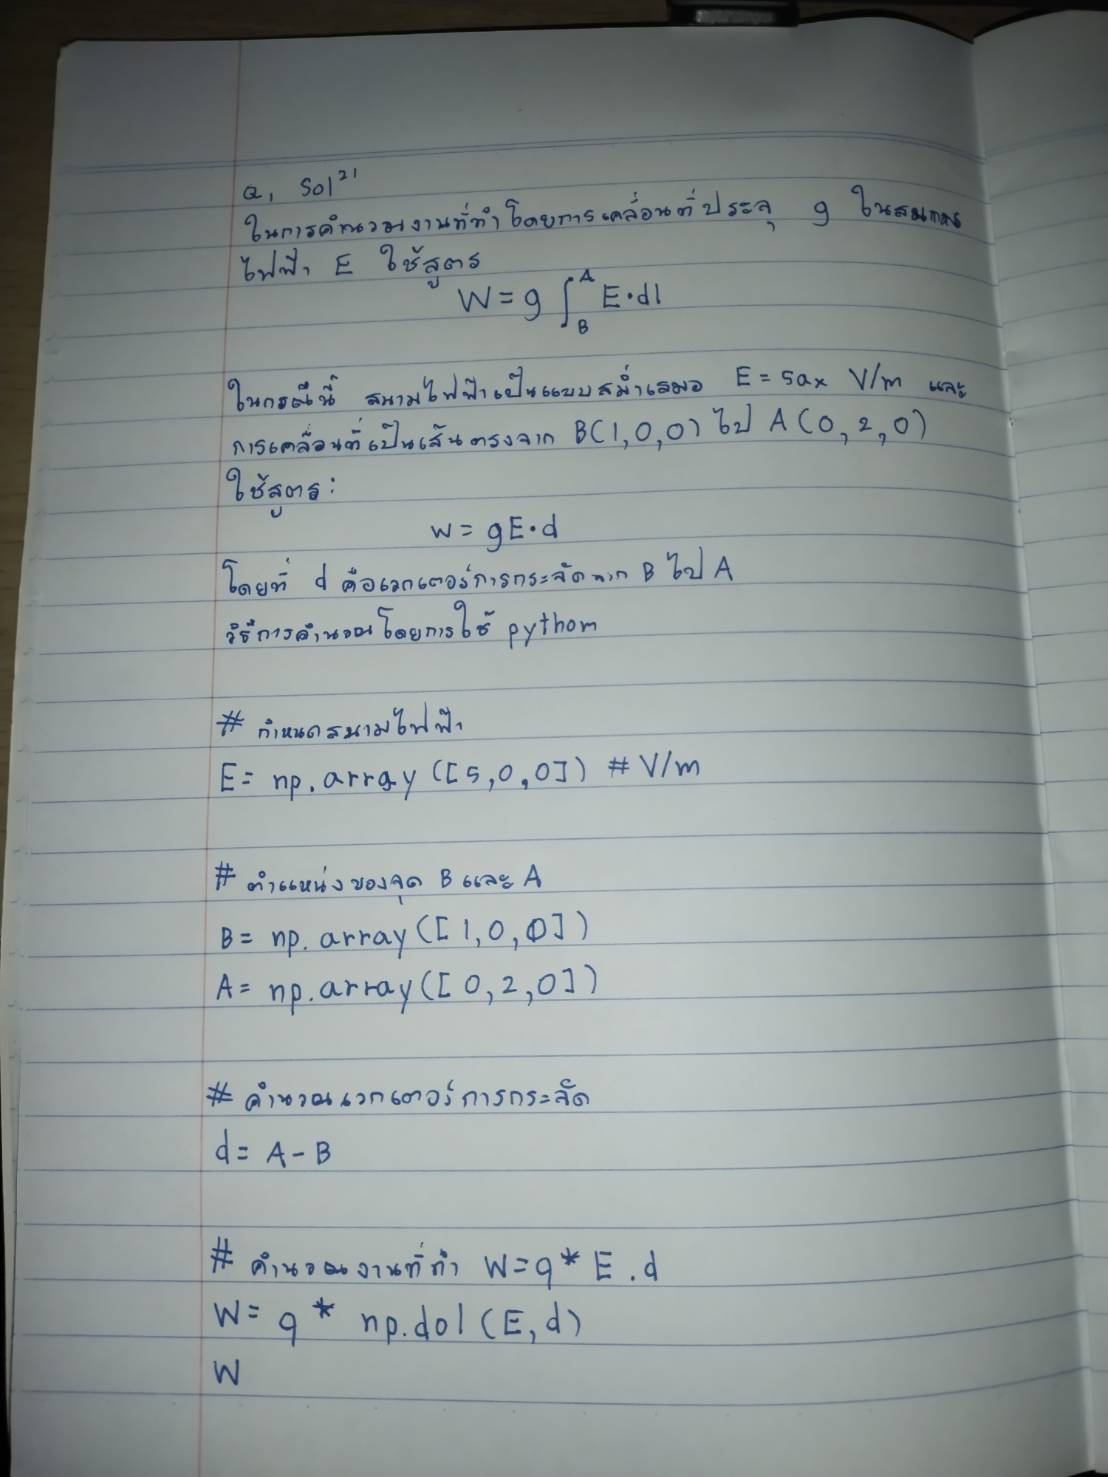 Q1 Sol21
ในการคำนวณงานที่ทำโดยการเคลื่อนที่ประจุ q ในสนาม
ไฟฟ้า E ใช้สูตร
W = q ∫_B^A E·dl
ในกรณีนี้ สนามไฟฟ้าเป็นแบบสม่ำเสมอ E = 5ax V/m และ
การเคลื่อนที่เป็นเส้นตรงจาก B(1,0,0) ไป A(0,2,0)
ใช้สูตร:
W = qE·d
โดยที่ d คือเวกเตอร์การกระจัดจาก B ไป A
วิธีการคำนวณโดยการใช้ python
# กำหนดสนามไฟฟ้า
E = np.array([5,0,0]) # V/m
# ตำแหน่งของจุด B และ A
B = np.array([1,0,0])
A = np.array([0,2,0])
# คำนวณเวกเตอร์การกระจัด
d = A - B
# คำนวณงานที่ทำ W=q* E.d
W = q * np.dot(E,d)
W